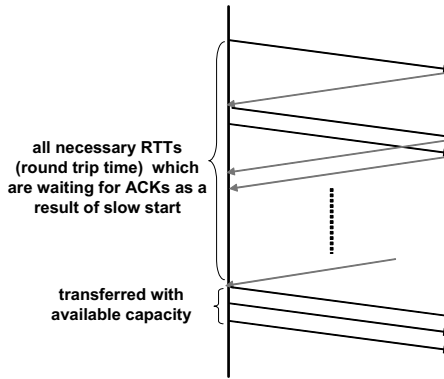 all necessary RTTs
(round trip time) which
are waiting for ACKs as a
result of slow start
transferred with
available capacity